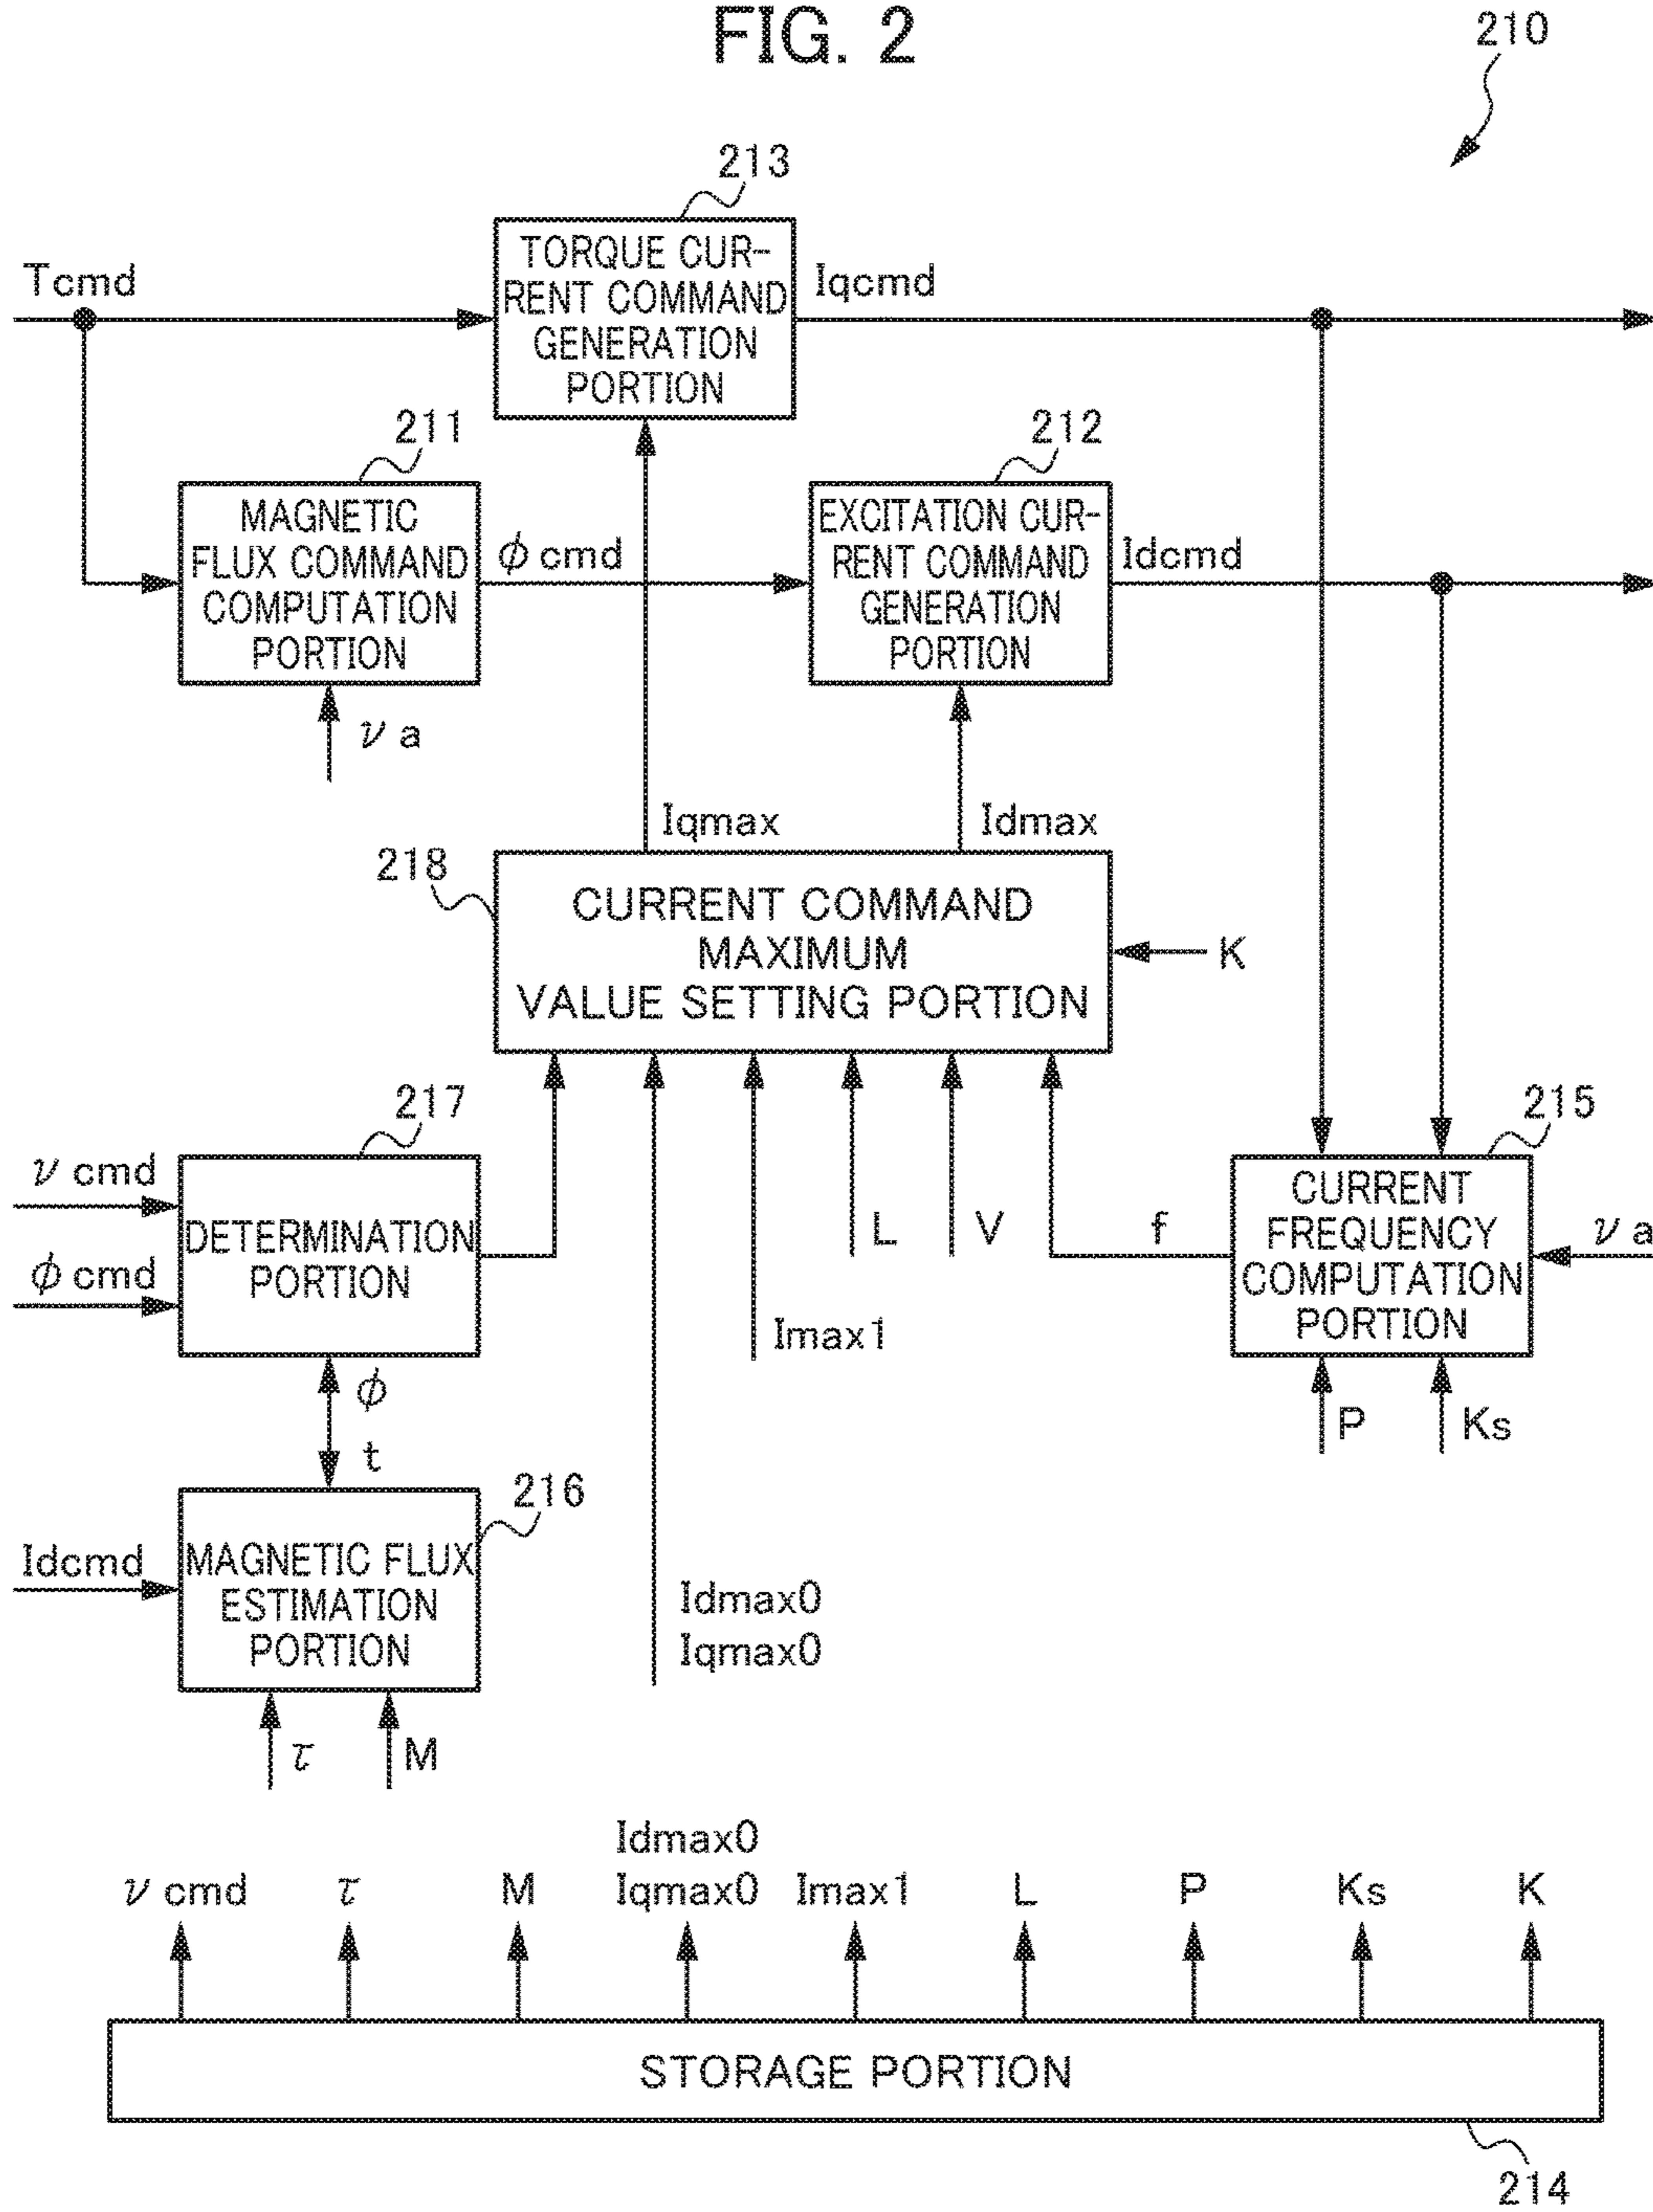 FIG. 2
210
213
TORQUE CUR-
RENT COMMAND
GENERATION
PORTION
Tcmd
Iqcmd
211
MAGNETIC
FLUX COMMAND
COMPUTATION
PORTION
ϕ cmd
212
EXCITATION CUR-
RENT COMMAND
GENERATION
PORTION
Idcmd
ν a
Iqmax
Idmax
218
CURRENT COMMAND
MAXIMUM
VALUE SETTING PORTION
K
217
ν cmd
ϕ cmd
DETERMINATION
PORTION
L
V
f
215
CURRENT
FREQUENCY
COMPUTATION
PORTION
ν a
Imax1
P
Ks
ϕ
t
216
Idcmd
MAGNETIC FLUX
ESTIMATION
PORTION
Idmax0
Iqmax0
τ
M
ν cmd
τ
M
Idmax0
Iqmax0
Imax1
L
P
Ks
K
STORAGE PORTION
214